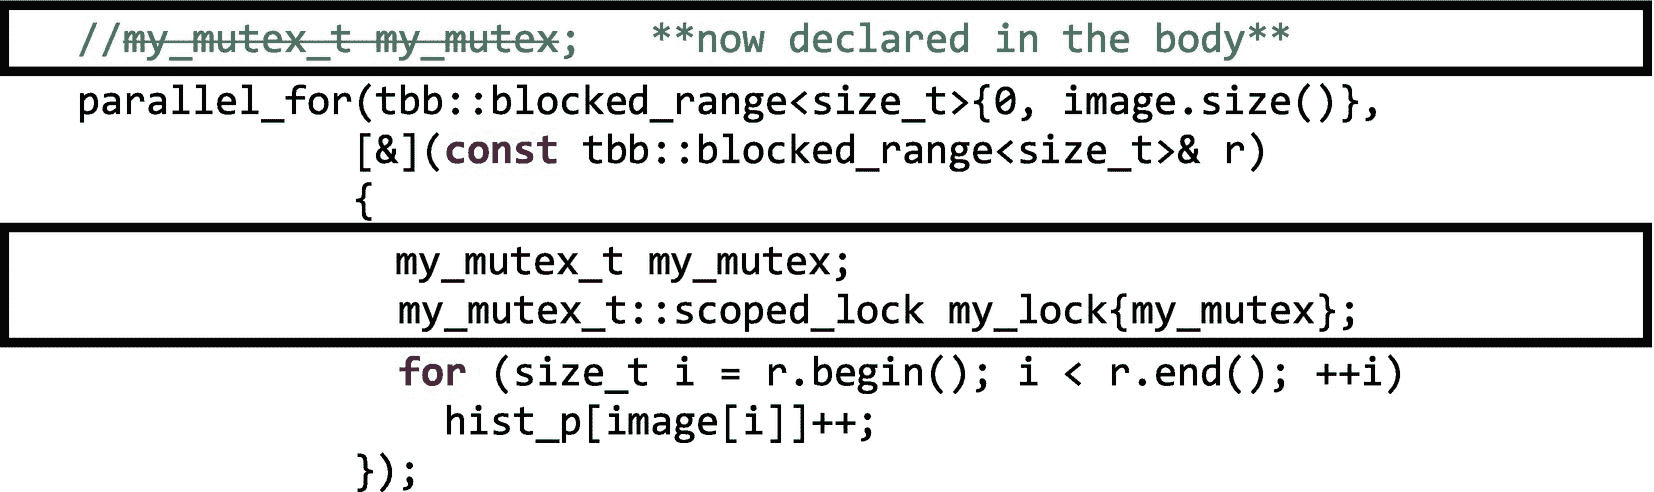 //my_mutex_t my_mutex;   **now declared in the body**
parallel_for(tbb::blocked_range<size_t>{0, image.size()},
            [&](const tbb::blocked_range<size_t>& r)
            {
              my_mutex_t my_mutex;
              my_mutex_t::scoped_lock my_lock{my_mutex};
              for (size_t i = r.begin(); i < r.end(); ++i)
                hist_p[image[i]]++;
            });